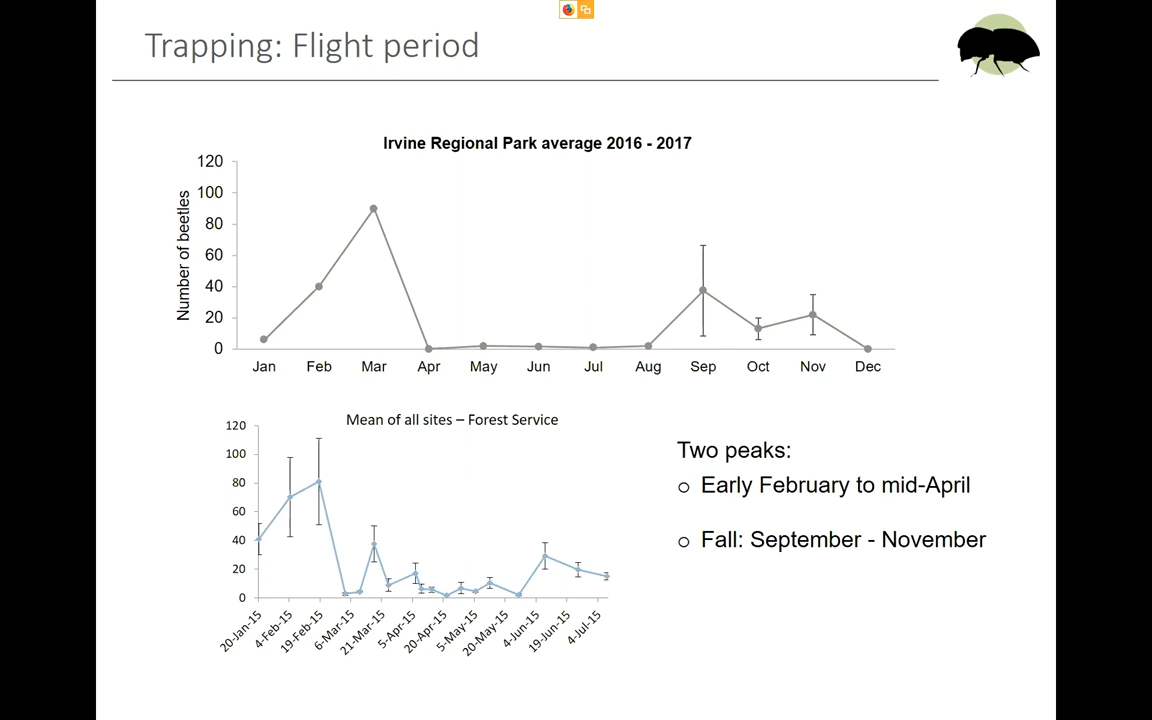 Trapping: Flight period
Irvine Regional Park average 2016 - 2017
Number of beetles
120
100
80
60
40
20
0
Jan Feb Mar Apr May Jun Jul Aug Sep Oct Nov Dec
Mean of all sites – Forest Service
120
100
80
60
40
20
0
20-Jan-15 4-Feb-15 19-Feb-15 6-Mar-15 21-Mar-15 5-Apr-15 20-Apr-15 5-May-15 20-May-15 4-Jun-15 19-Jun-15 4-Jul-15
Two peaks:
Early February to mid-April
Fall: September - November